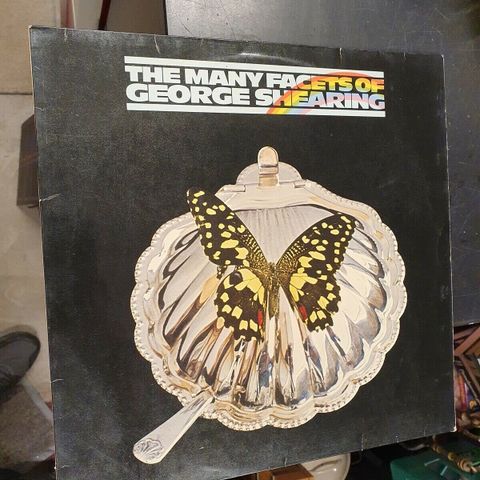 THE MANY FACETS OF
GEORGE SHEARING